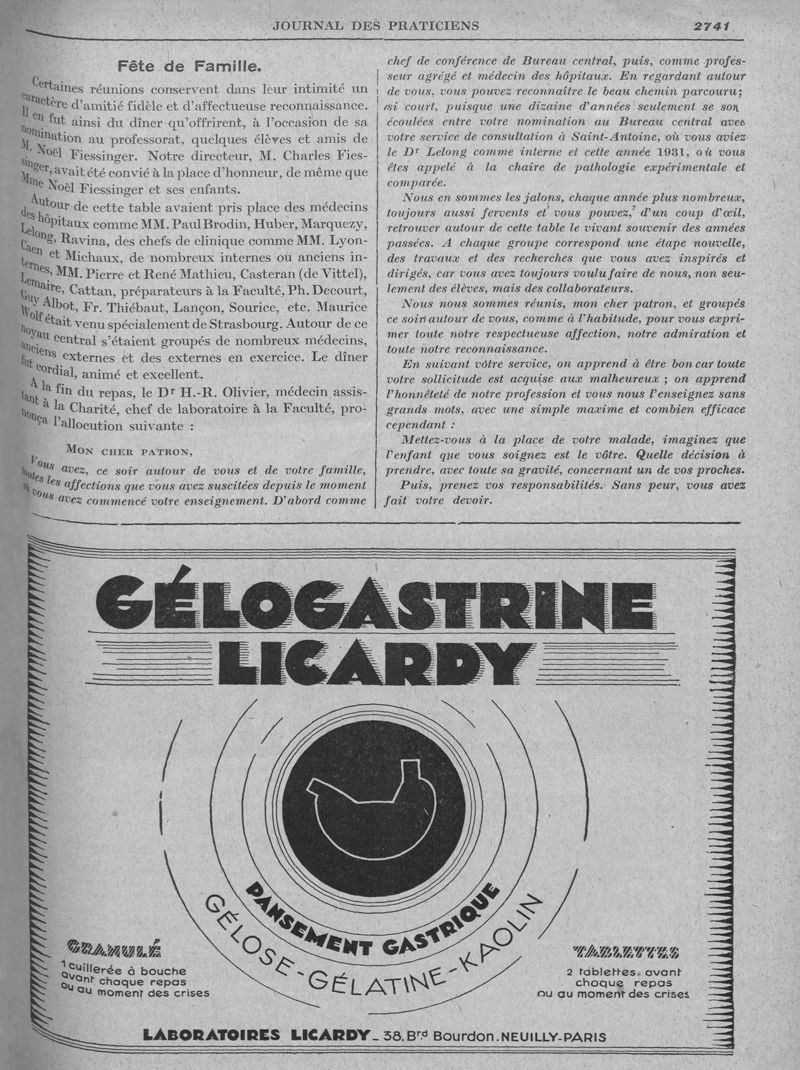 JOURNAL DES PRATICIENS 2741
Fête de Famille.
Certaines réunions conservent dans leur intimité un
caractère d'amitié fidèle et d'affectueuse reconnaissance.
Il en fut ainsi du dîner qu'offrirent, à l'occasion de sa
nomination au professorat, quelques élèves et amis de
M. Noël Fiessinger. Notre directeur, M. Charles Fies-
singer, avait été convié à la place d'honneur, de même que
Mme Noël Fiessinger et ses enfants.
Autour de cette table avaient pris place des médecins
des hôpitaux comme MM. Paul Brodin, Huber, Marquezy,
Lelong, Ravina, des chefs de clinique comme MM. Lyon-
Caen et Michaux, de nombreux internes ou anciens in-
ternes, MM. Pierre et René Mathieu, Casteran (de Vittel),
Lemaire, Cattan, préparateurs à la Faculté, Ph. Decourt,
Guy Albot, Fr. Thiébaut, Lançon, Sourice, etc. Maurice
Wolf était venu spécialement de Strasbourg. Autour de ce
noyau central s'étaient groupés de nombreux médecins,
anciens externes et des externes en exercice. Le dîner
fut cordial, animé et excellent.
A la fin du repas, le Dr H.-R. Olivier, médecin assis-
tant à la Charité, chef de laboratoire à la Faculté, pro-
nonça l'allocution suivante :
MON CHER PATRON,
Vous avez, ce soir autour de vous et de votre famille,
toutes les affections que vous avez suscitées depuis le moment
où vous avez commencé votre enseignement. D'abord comme
chef de conférence de Bureau central, puis, comme profes-
seur agrégé et médecin des hôpitaux. En regardant autour
de vous, vous pouvez reconnaître le beau chemin parcouru;
si court, puisque une dizaine d'années seulement se son
écoulées entre votre nomination au Bureau central avec
votre service de consultation à Saint-Antoine, où vous aviez
le Dr Lelong comme interne et cette année 1931, où vous
êtes appelé à la chaire de pathologie expérimentale et
comparée.
Nous en sommes les jalons, chaque année plus nombreux,
toujours aussi fervents et vous pouvez, d'un coup d'œil,
retrouver autour de cette table le vivant souvenir des années
passées. A chaque groupe correspond une étape nouvelle,
des travaux et des recherches que vous avez inspirés et
dirigés, car vous avez toujours voulu faire de nous, non seu-
lement des élèves, mais des collaborateurs.
Nous nous sommes réunis, mon cher patron, et groupés
ce soir autour de vous, comme à l'habitude, pour vous expri-
mer toute notre respectueuse affection, notre admiration et
toute notre reconnaissance.
En suivant vôtre service, on apprend à être bon car toute
votre sollicitude est acquise aux malheureux ; on apprend
l'honnêteté de notre profession et vous nous l'enseignez sans
grands mots, avec une simple maxime et combien efficace
cependant :
Mettez-vous à la place de votre malade, imaginez que
l'enfant que vous soignez est le vôtre. Quelle décision à
prendre, avec toute sa gravité, concernant un de vos proches.
Puis, prenez vos responsabilités. Sans peur, vous avez
fait votre devoir.
GÉLOGASTRINE
LICARDY
PANSEMENT GASTRIQUE
GÉLOSE-GÉLATINE-KAOLIN
GRANULÉ
1 cuillerée à bouche
avant chaque repas
ou au moment des crises
TABLETTES
2 tablettes avant
chaque repas
ou au moment des crises
LABORATOIRES LICARDY_38, Brd Bourdon.NEUILLY-PARIS